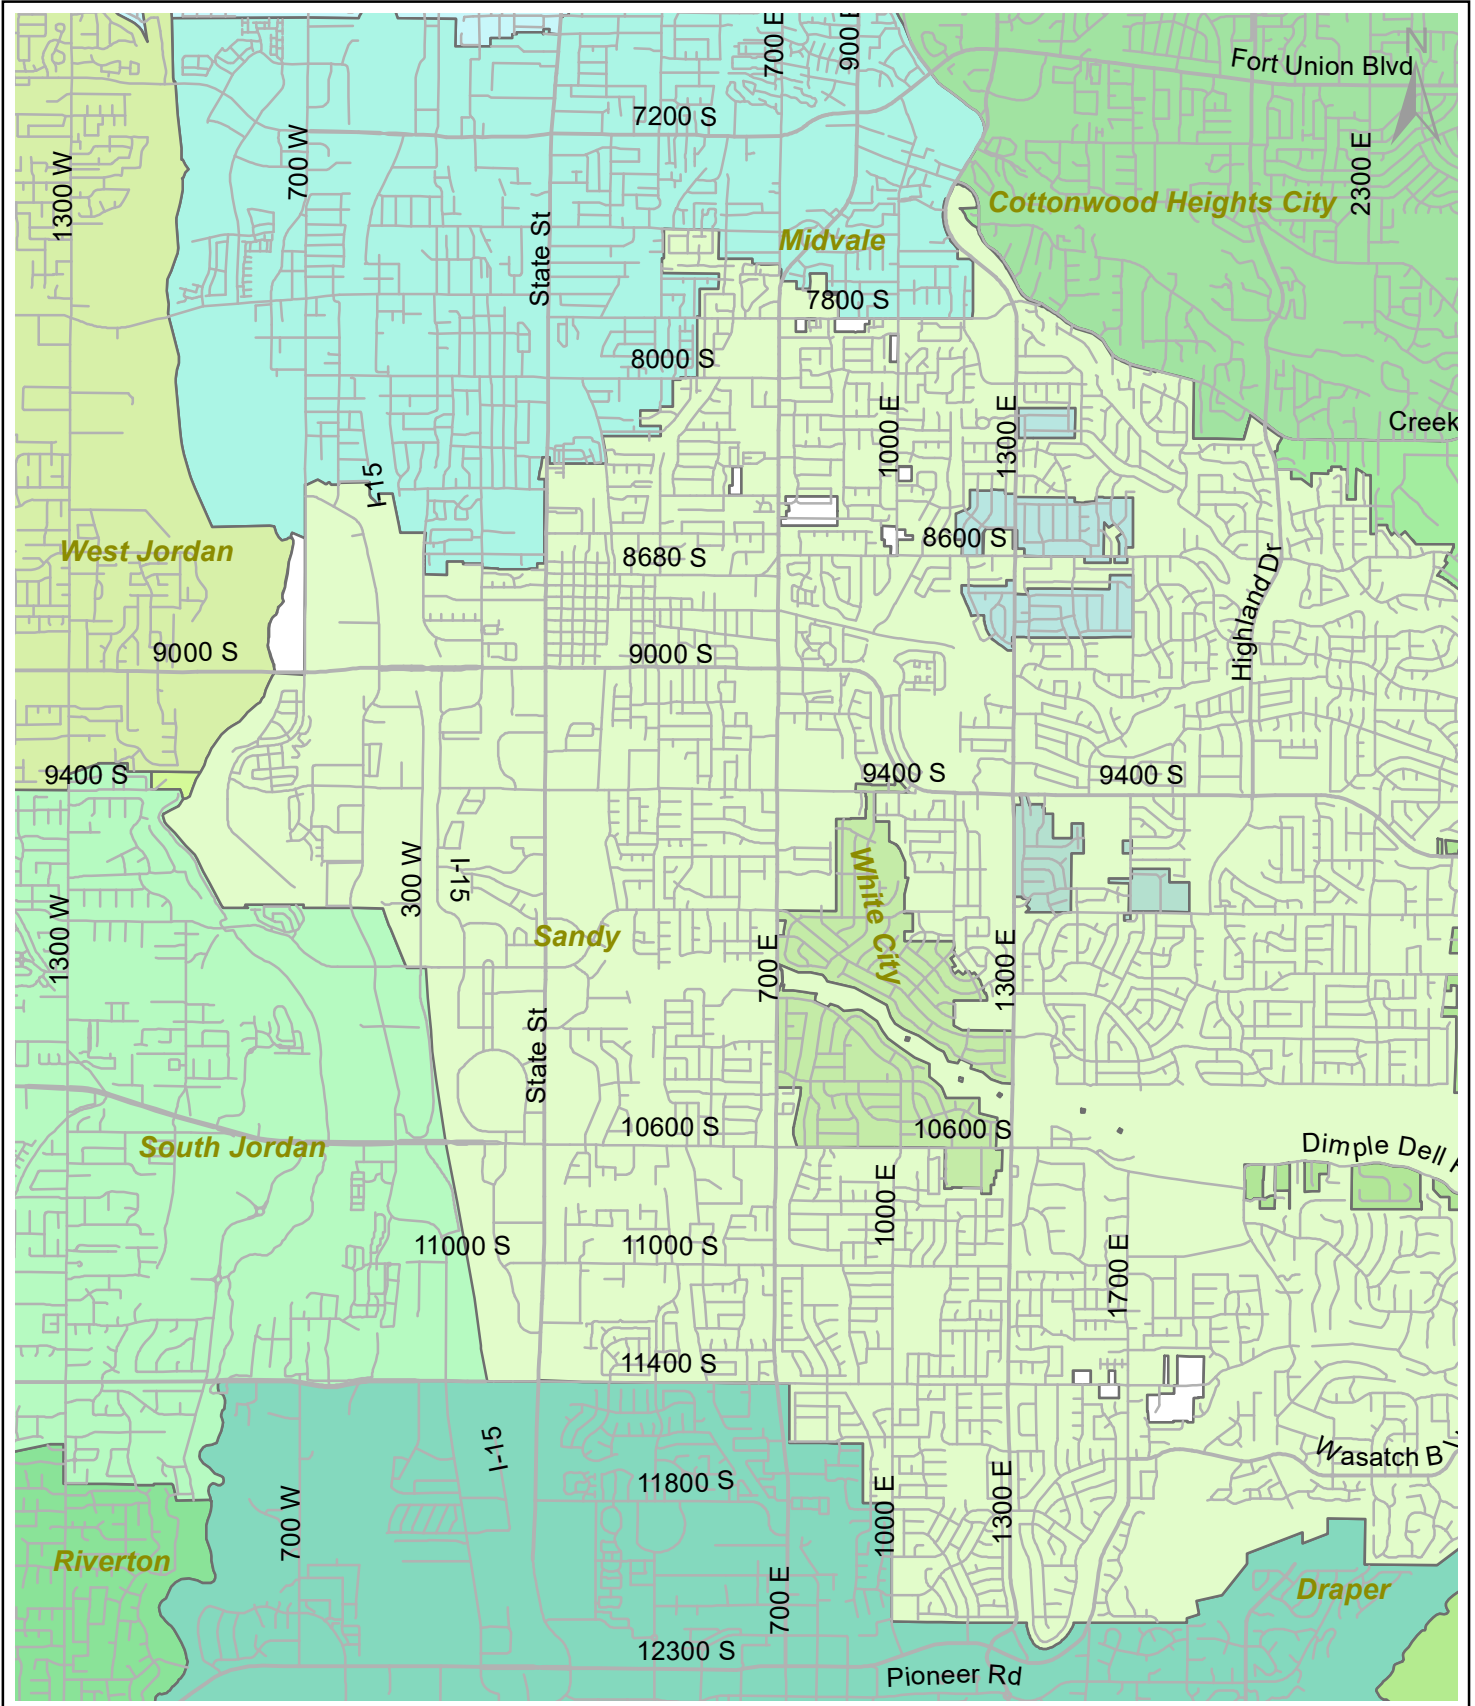 700 E
900 E
N
Fort Union Blvd
7200 S
1300 W
700 W
2300 E
Cottonwood Heights City
State St
Midvale
7800 S
8000 S
1000 E
1300 E
Creek
I-15
West Jordan
8680 S
8600 S
Highland Dr
9000 S
9000 S
9400 S
9400 S
9400 S
300 W
I-15
White City
1300 W
Sandy
700 E
1300 E
State St
10600 S
10600 S
South Jordan
Dimple Dell
1000 E
11000 S
11000 S
1700 E
11400 S
I-15
Wasatch B
11800 S
700 W
1000 E
1300 E
Riverton
700 E
Draper
12300 S
Pioneer Rd